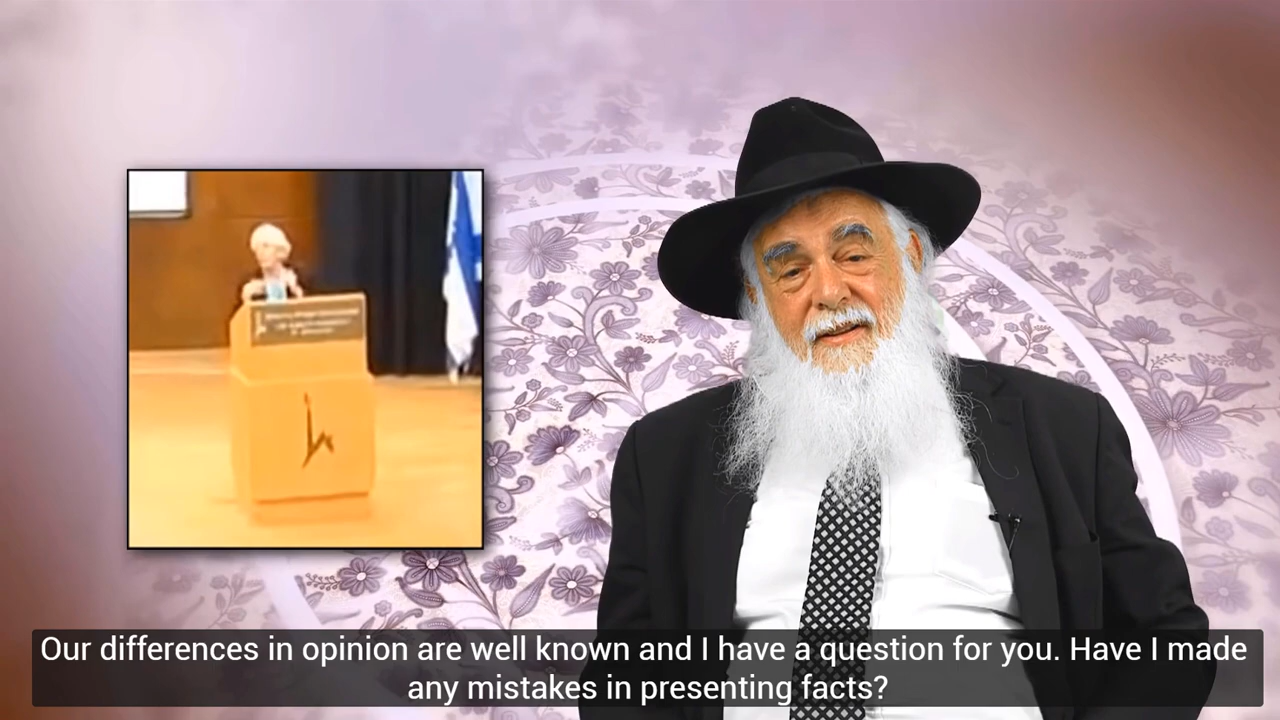 Our differences in opinion are well known and I have a question for you. Have I made
any mistakes in presenting facts?